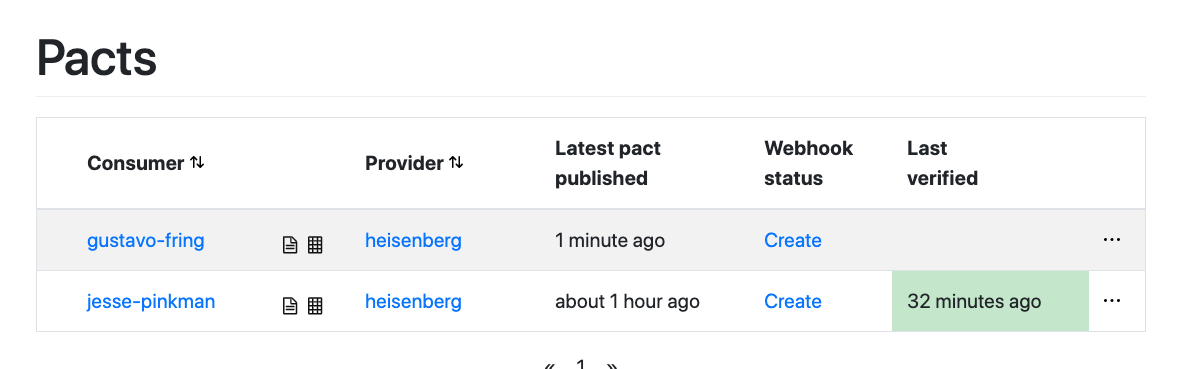 Pacts
Consumer Provider Latest pact published Webhook status Last verified
gustavo-fring heisenberg 1 minute ago Create ...
jesse-pinkman heisenberg about 1 hour ago Create 32 minutes ago ...
« 1 »